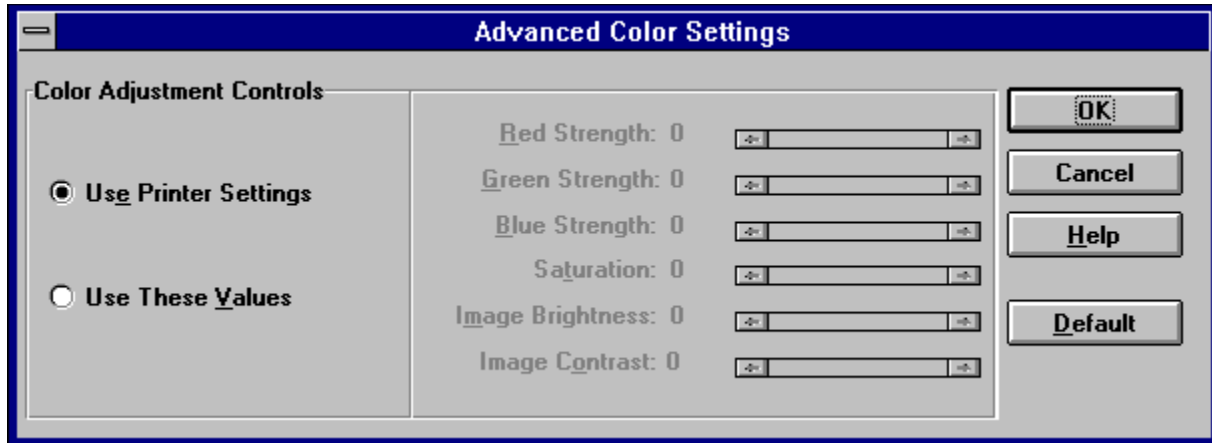 Advanced Color Settings
Color Adjustment Controls
Use Printer Settings
Use These Values
Red Strength: 0
Green Strength: 0
Blue Strength: 0
Saturation: 0
Image Brightness: 0
Image Contrast: 0
OK
Cancel
Help
Default